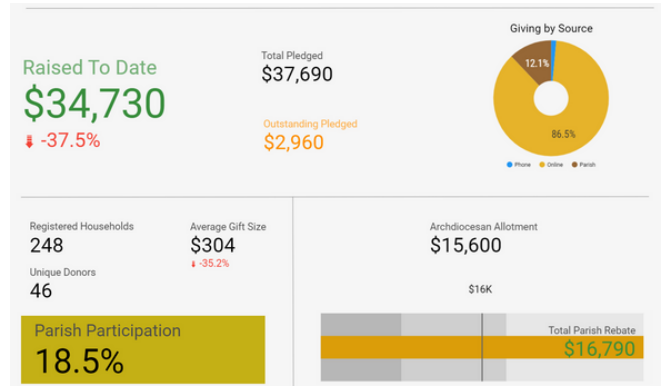 Giving by Source
Raised To Date
$34,730
-37.5%
Total Pledged
$37,690
Outstanding Pledged
$2,960
12.1%
86.5%
Phone Online Parish
Registered Households
248
Unique Donors
46
Average Gift Size
$304
-35.2%
Parish Participation
18.5%
Archdiocesan Allotment
$15,600
$16K
Total Parish Rebate
$16,790